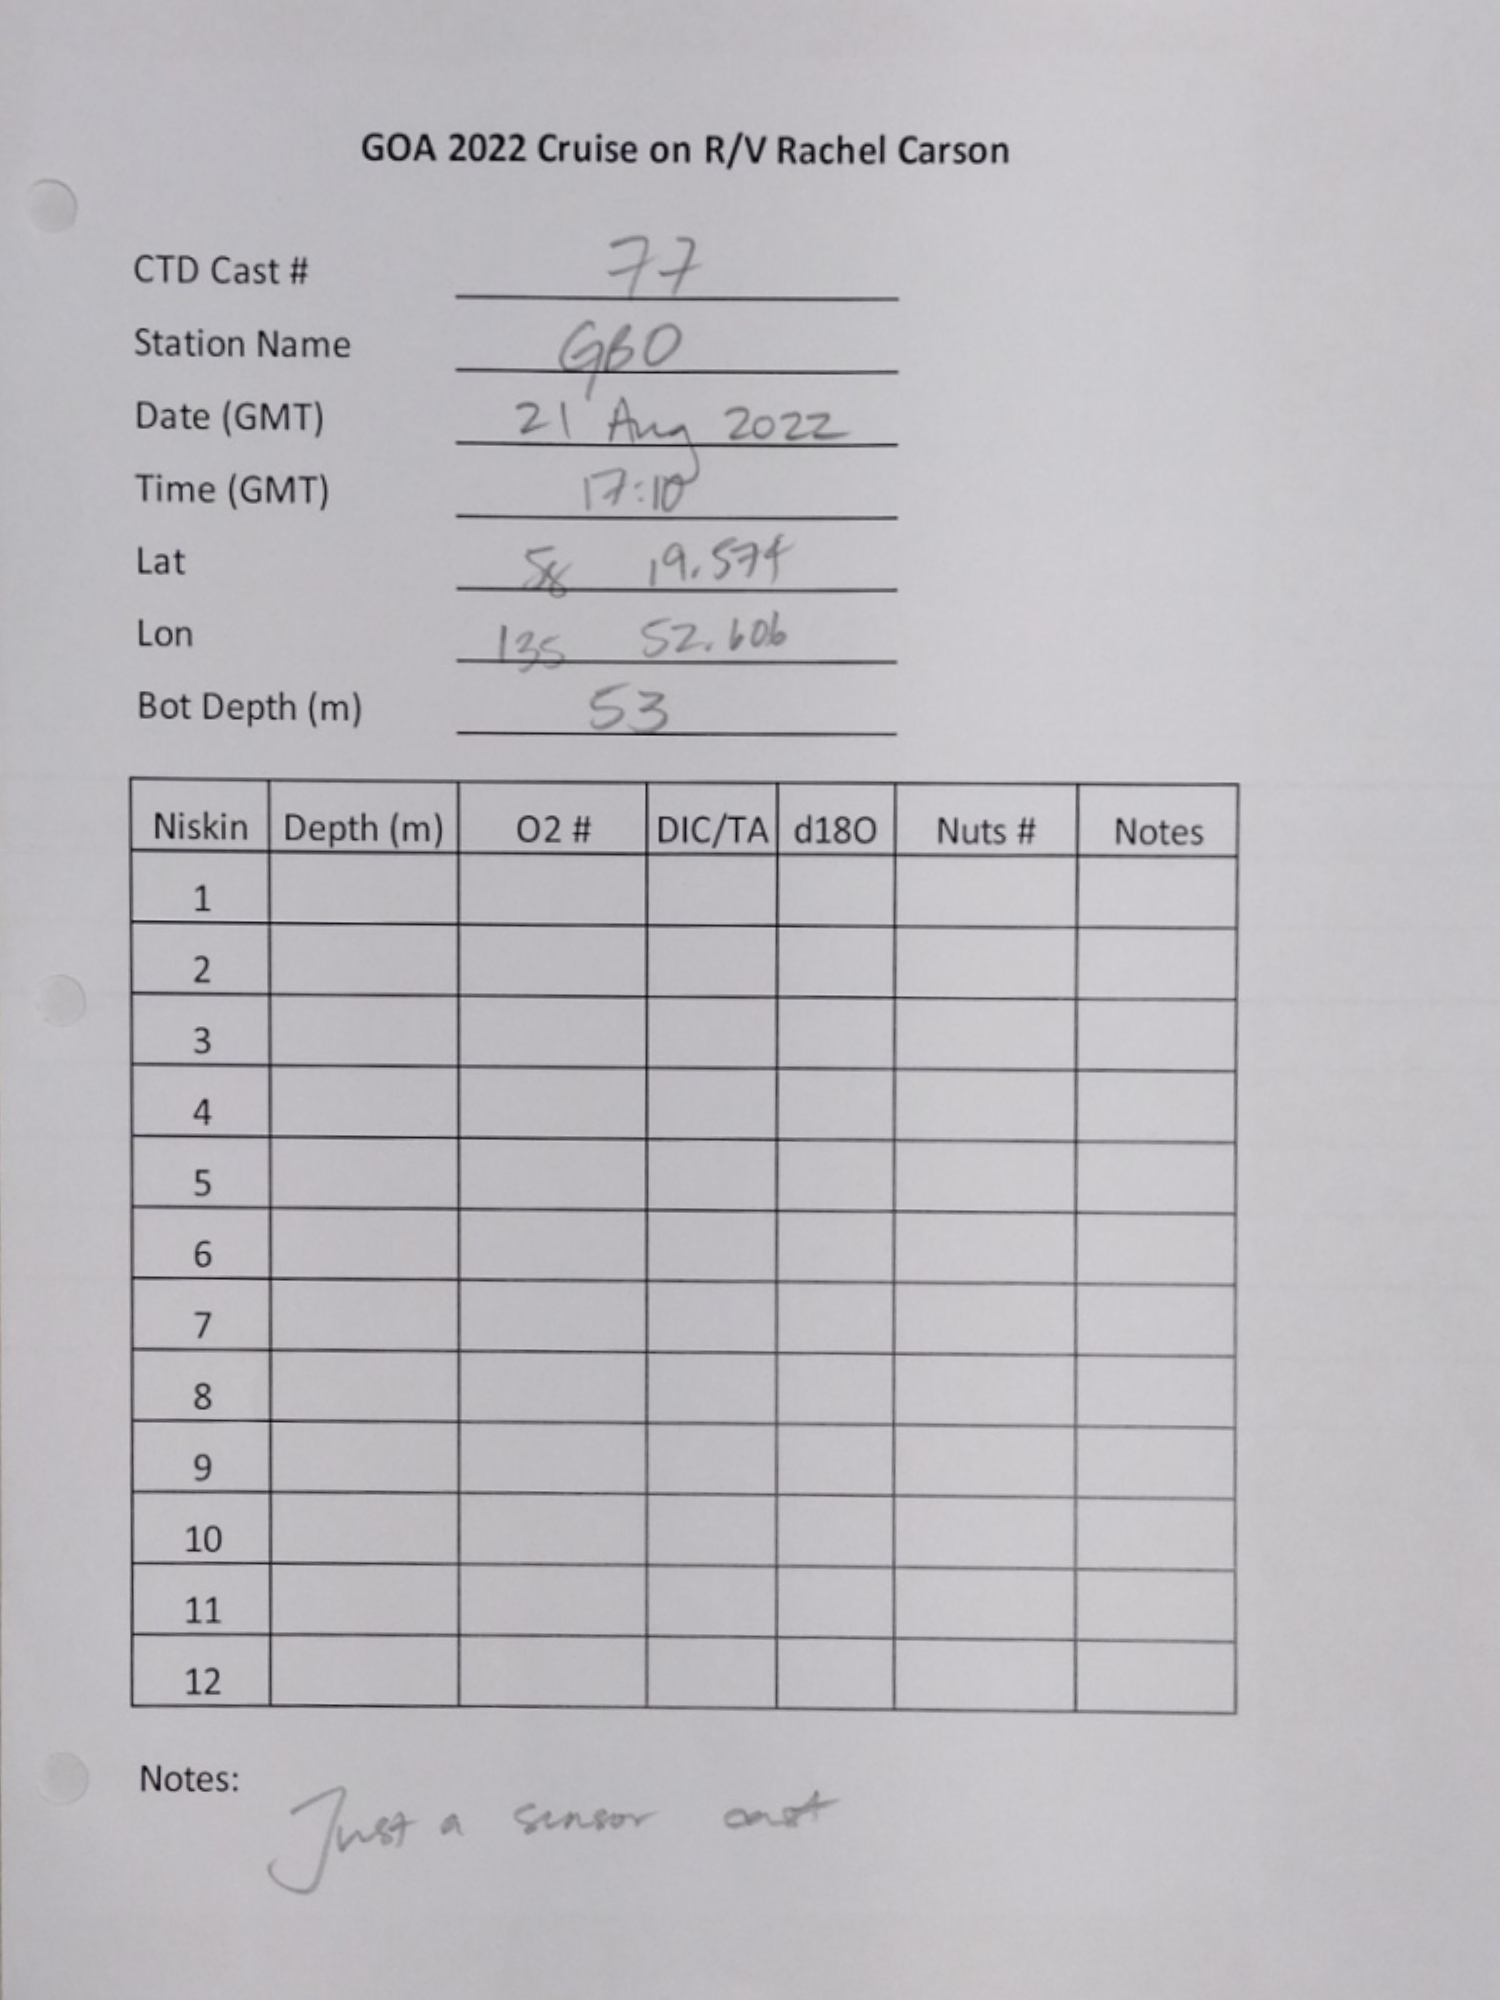 GOA 2022 Cruise on R/V Rachel Carson
CTD Cast # 77
Station Name GBO
Date (GMT) 21 Aug 2022
Time (GMT) 17:10
Lat 58 19.574
Lon 135 52.606
Bot Depth (m) 53
Niskin Depth (m) O2 # DIC/TA d18O Nuts # Notes
1
2
3
4
5
6
7
8
9
10
11
12
Notes:
Just a sensor cast